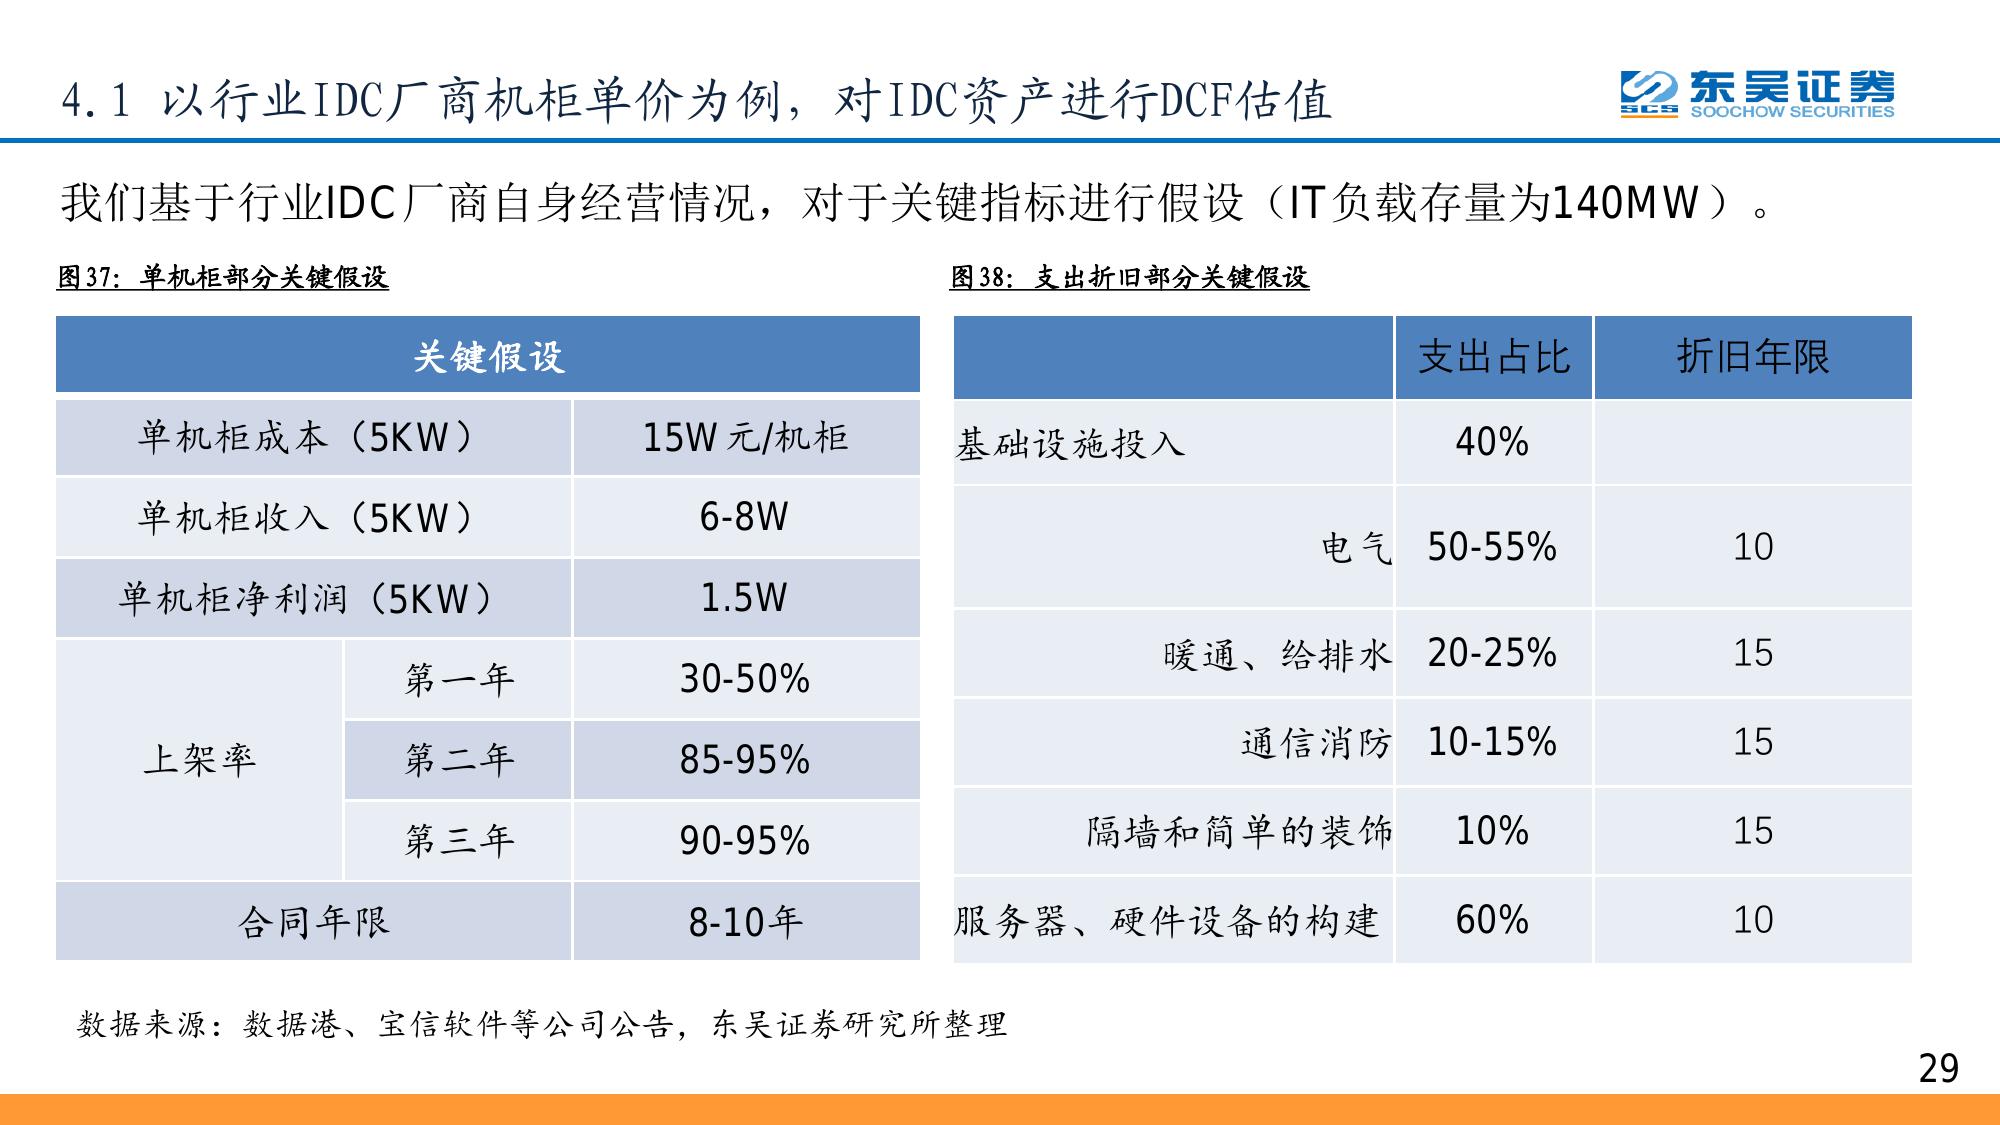 4.1 以行业IDC厂商机柜单价为例，对IDC资产进行DCF估值
SCS 东吴证券
SOOCHOW SECURITIES
我们基于行业IDC厂商自身经营情况，对于关键指标进行假设（IT负载存量为140MW）。
图37：单机柜部分关键假设
关键假设
单机柜成本（5KW） 15W元/机柜
单机柜收入（5KW） 6-8W
单机柜净利润（5KW） 1.5W
上架率 第一年 30-50%
第二年 85-95%
第三年 90-95%
合同年限 8-10年
图38：支出折旧部分关键假设
支出占比 折旧年限
基础设施投入 40%
电气 50-55% 10
暖通、给排水 20-25% 15
通信消防 10-15% 15
隔墙和简单的装饰 10% 15
服务器、硬件设备的构建 60% 10
数据来源：数据港、宝信软件等公司公告，东吴证券研究所整理
29